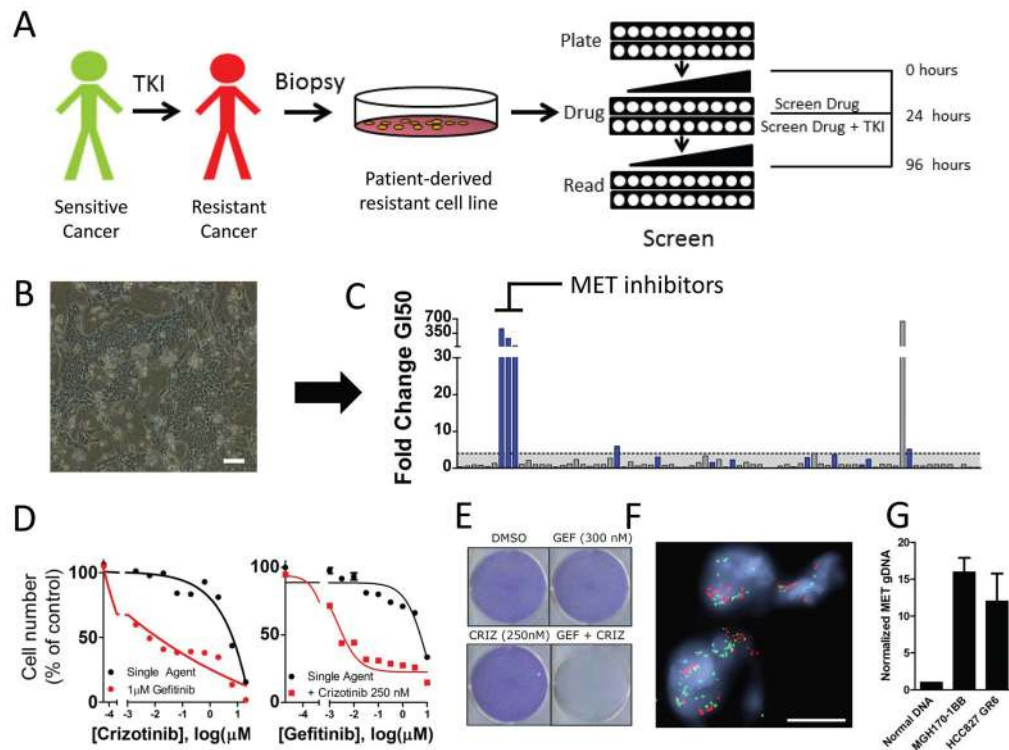 A
TKI
Biopsy
Sensitive
Cancer
Resistant
Cancer
Patient-derived
resistant cell line
Plate
Drug
Read
Screen Drug
Screen Drug + TKI
0 hours
24 hours
96 hours
Screen
B
C
MET inhibitors
Fold Change GI50
700
350
30
20
10
0
D
Cell number
(% of control)
100
50
0
Single Agent
1μM Gefitinib
-4 -2 -1 0 1
[Crizotinib], log(μM
100
50
0
Single Agent
+ Crizotinib 250 nM
-4 -3 -2 -1 0 1
[Gefitinib], log(μM)
E
DMSO
GEF (300 nM)
CRIZ (250nM)
GEF + CRIZ
F
G
Normalized MET gDNA
20
15
10
5
0
Normal DNA
MGH170-1BB
HCC827 GR6